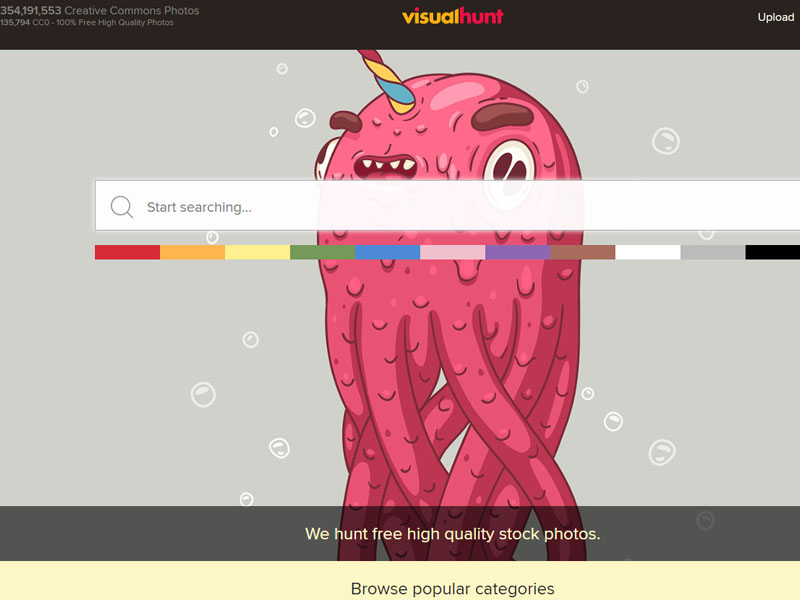 354,191,553 Creative Commons Photos
135,794 CC0 - 100% Free High Quality Photos
visualhunt
Upload
Start searching...
We hunt free high quality stock photos.
Browse popular categories